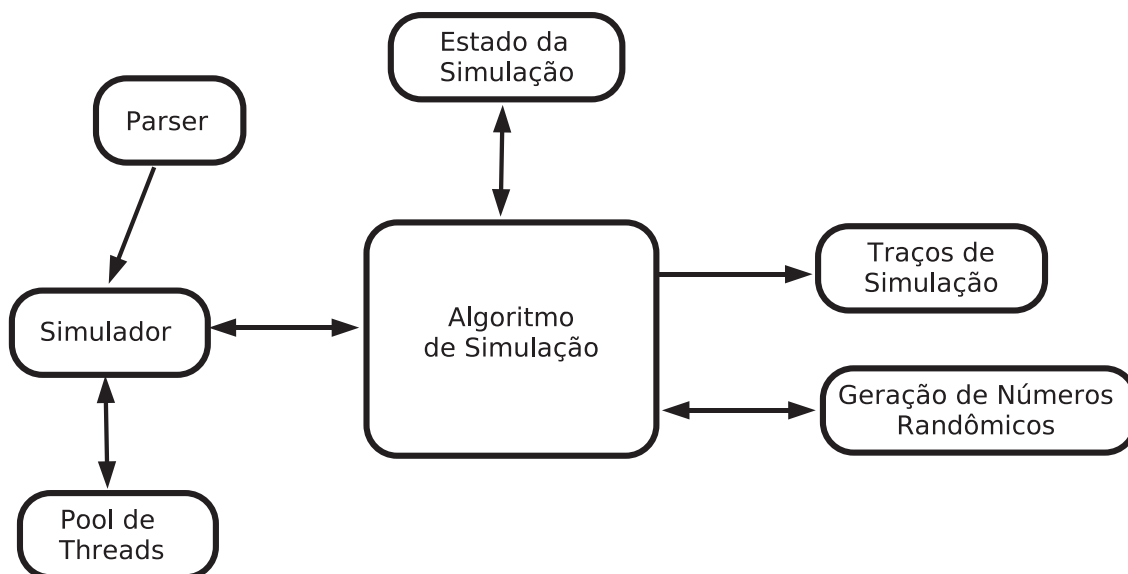 Estado da
Simulação
Parser
Traços de
Simulação
Simulador
Algoritmo
de Simulação
Geração de Números
Randômicos
Pool de
Threads